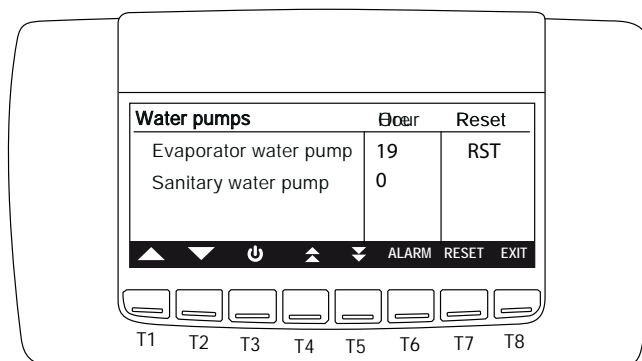 Water pumps Reset
Evaporator water pump 19 RST
Sanitary water pump 0
ALARM RESET EXIT
T1 T2 T3 T4 T5 T6 T7 T8